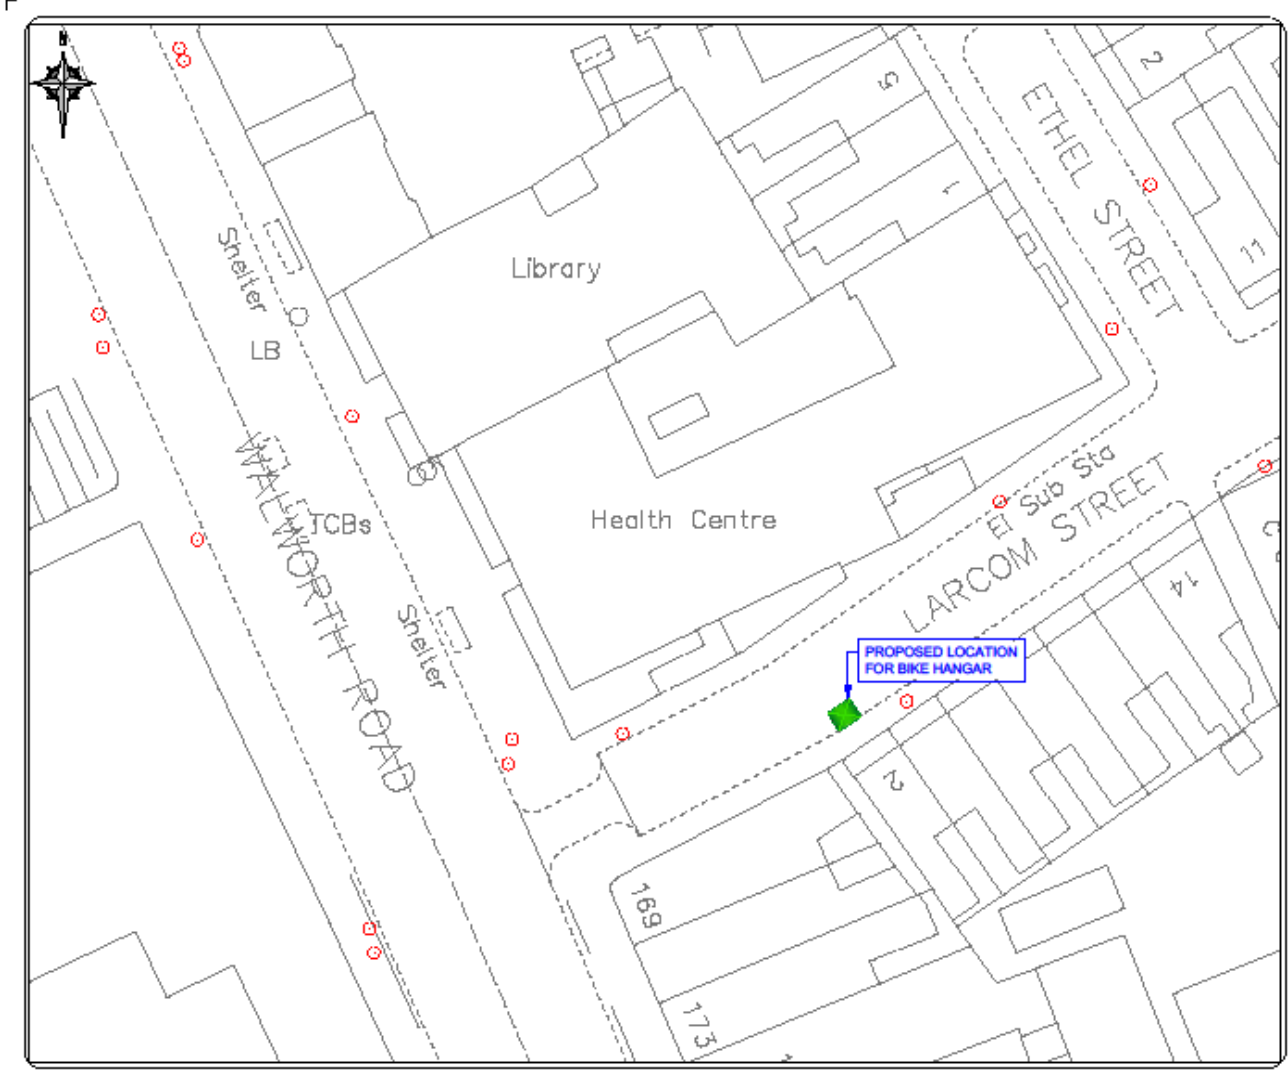 N
2
5
ETHEL STREET
1
11
Shelter
Library
LB
WALWORTH ROAD
TCBs
Health Centre
El Sub Sta
LARCOM STREET
14
Shelter
PROPOSED LOCATION
FOR BIKE HANGAR
2
169
173